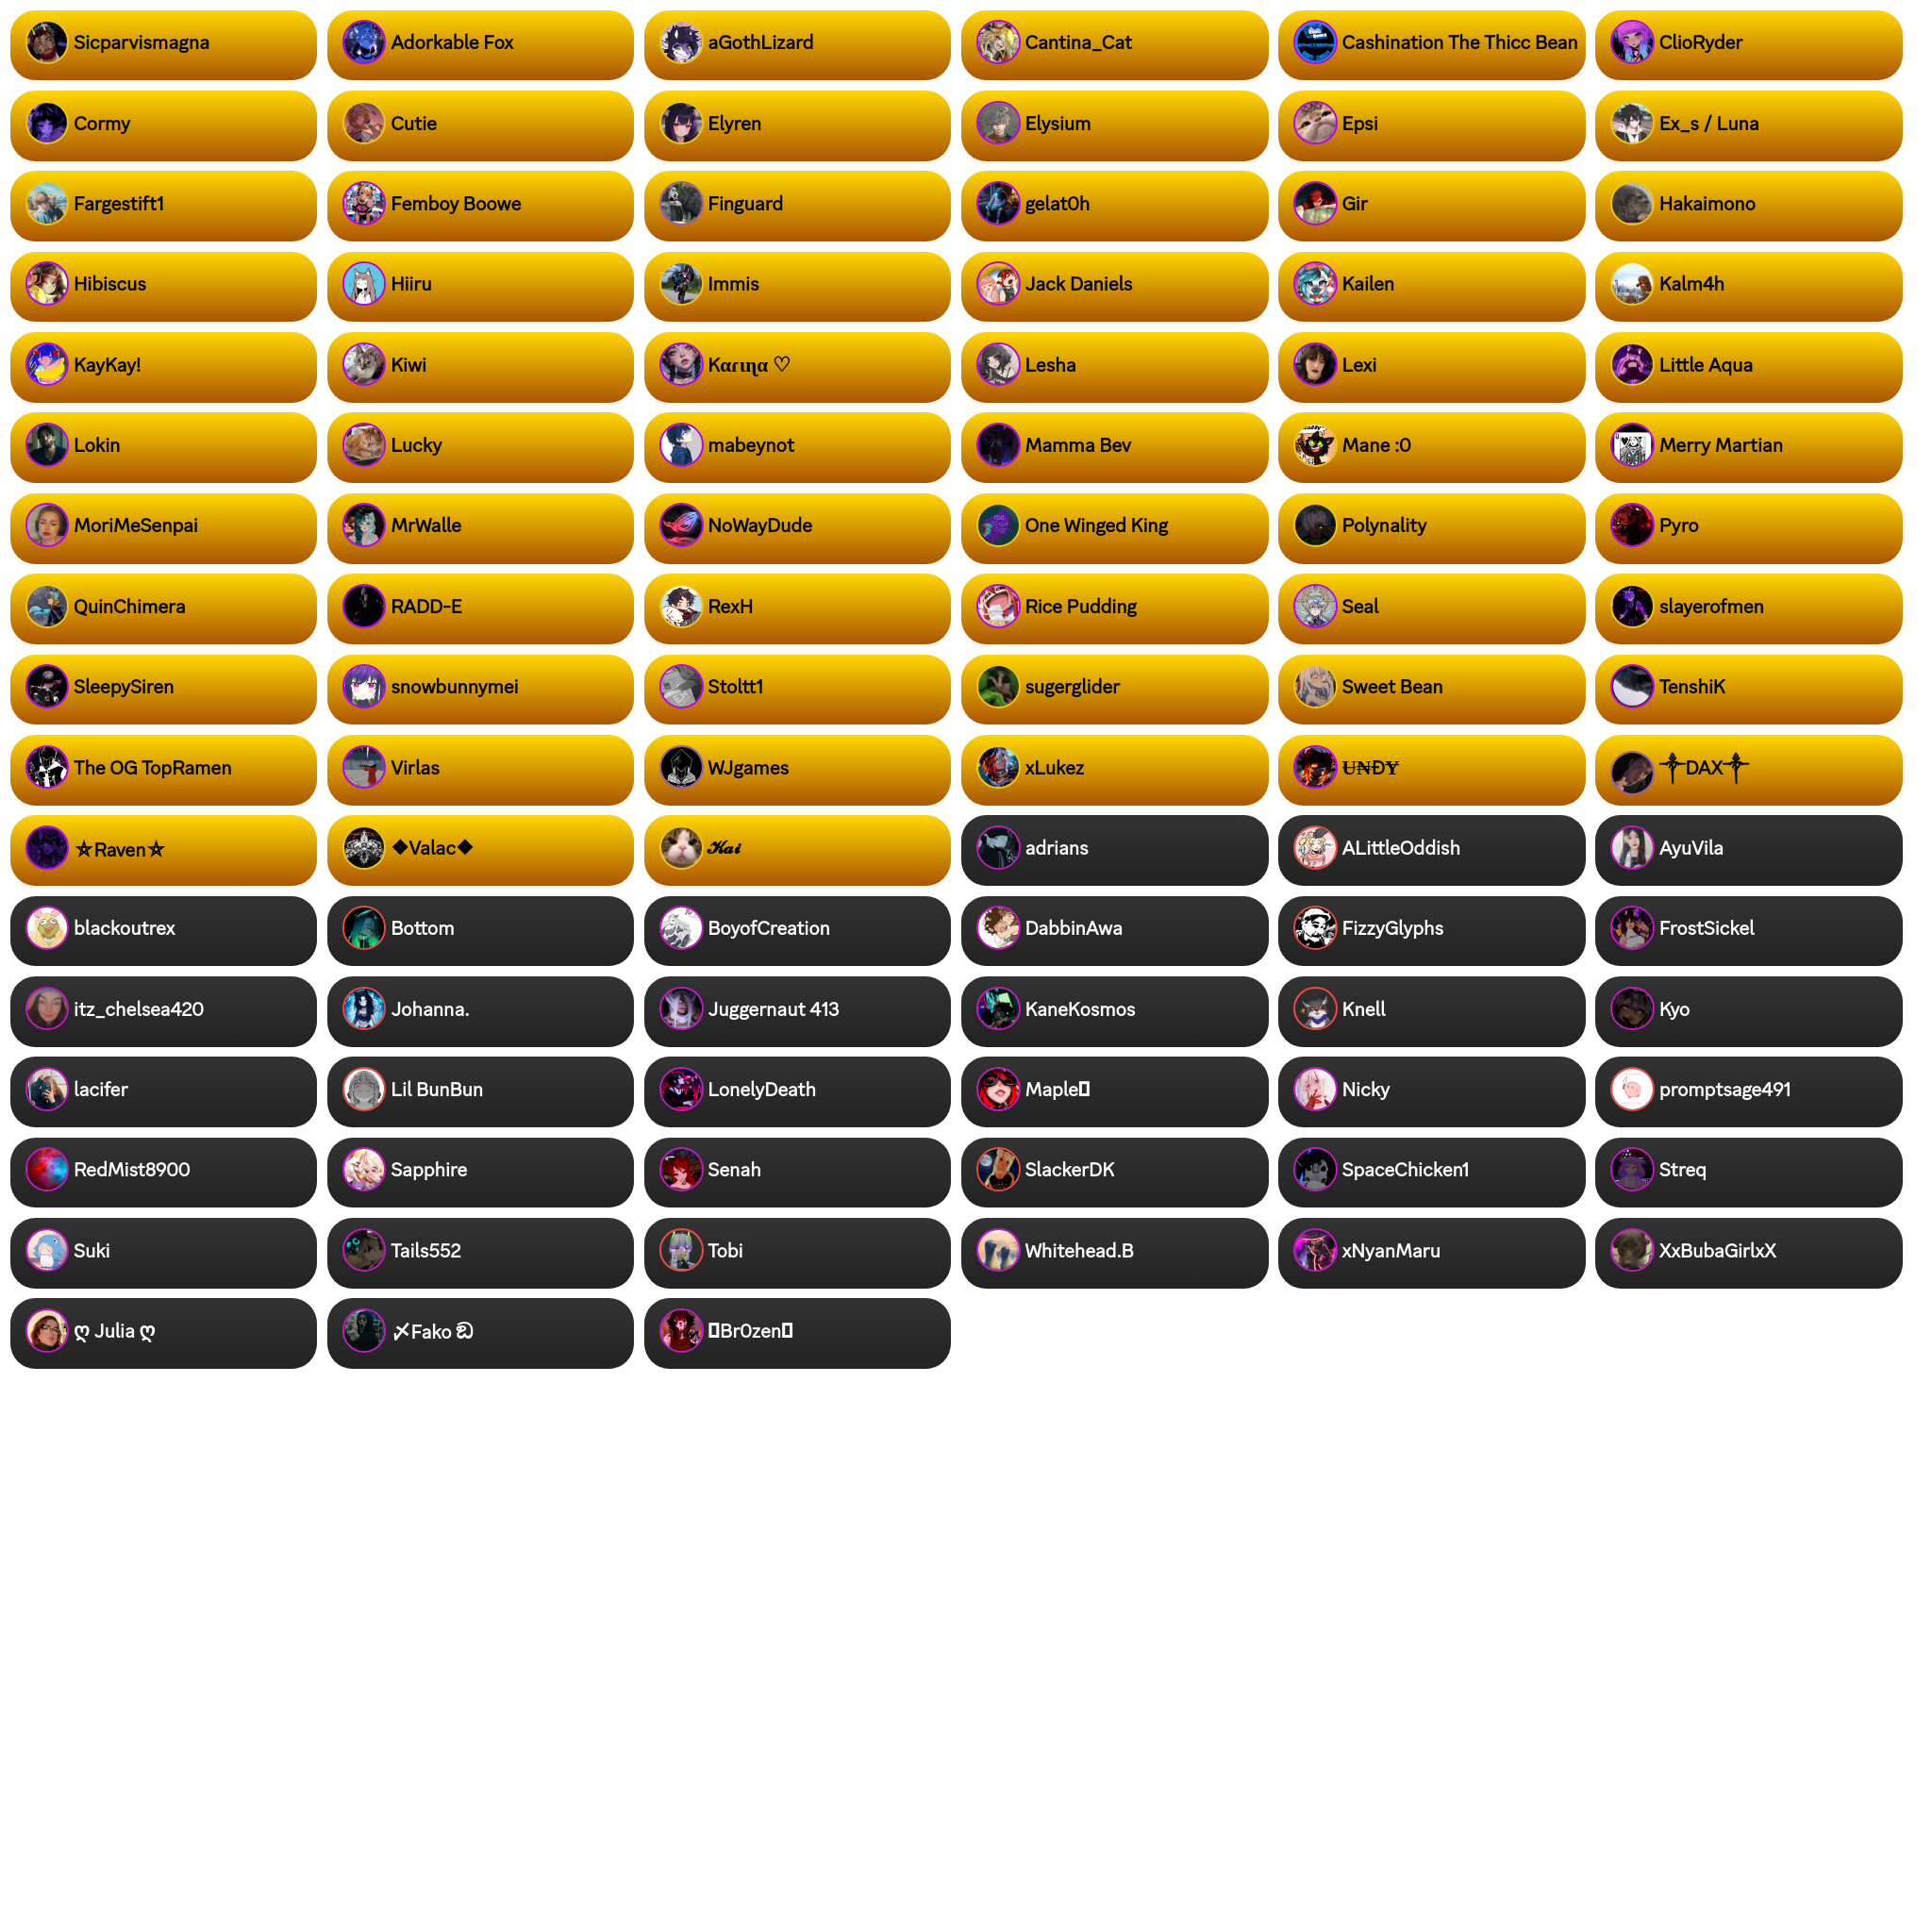 Sicparvismagna
Adorkable Fox
aGothLizard
Cantina_Cat
Cashination The Thicc Bean
ClioRyder
Cormy
Cutie
Elyren
Elysium
Epsi
Ex_s / Luna
Fargestift1
Femboy Boowe
Finguard
gelat0h
Gir
Hakaimono
Hibiscus
Hiiru
Immis
Jack Daniels
Kailen
Kalm4h
KayKay!
Kiwi
Kαɾιɳα ♡
Lesha
Lexi
Little Aqua
Lokin
Lucky
mabeynot
Mamma Bev
Mane :0
Merry Martian
MoriMeSenpai
MrWalle
NoWayDude
One Winged King
Polynality
Pyro
QuinChimera
RADD-E
RexH
Rice Pudding
Seal
slayerofmen
SleepySiren
snowbunnymei
Stoltt1
sugerglider
Sweet Bean
TenshiK
The OG TopRamen
Virlas
WJgames
xLukez
U̶N̶ĐY̶
༒DAX༒
⛤Raven⛤
❖Valac❖
𝓚𝓪𝓲
adrians
ALittleOddish
AyuVila
blackoutrex
Bottom
BoyofCreation
DabbinAwa
FizzyGlyphs
FrostSickel
itz_chelsea420
Johanna.
Juggernaut 413
KaneKosmos
Knell
Kyo
lacifer
Lil BunBun
LonelyDeath
Maple
Nicky
promptsage491
RedMist8900
Sapphire
Senah
SlackerDK
SpaceChicken1
Streq
Suki
Tails552
Tobi
Whitehead.B
xNyanMaru
XxBubaGirlxX
ღ Julia ღ
〆Fako ඞ
Br0zen